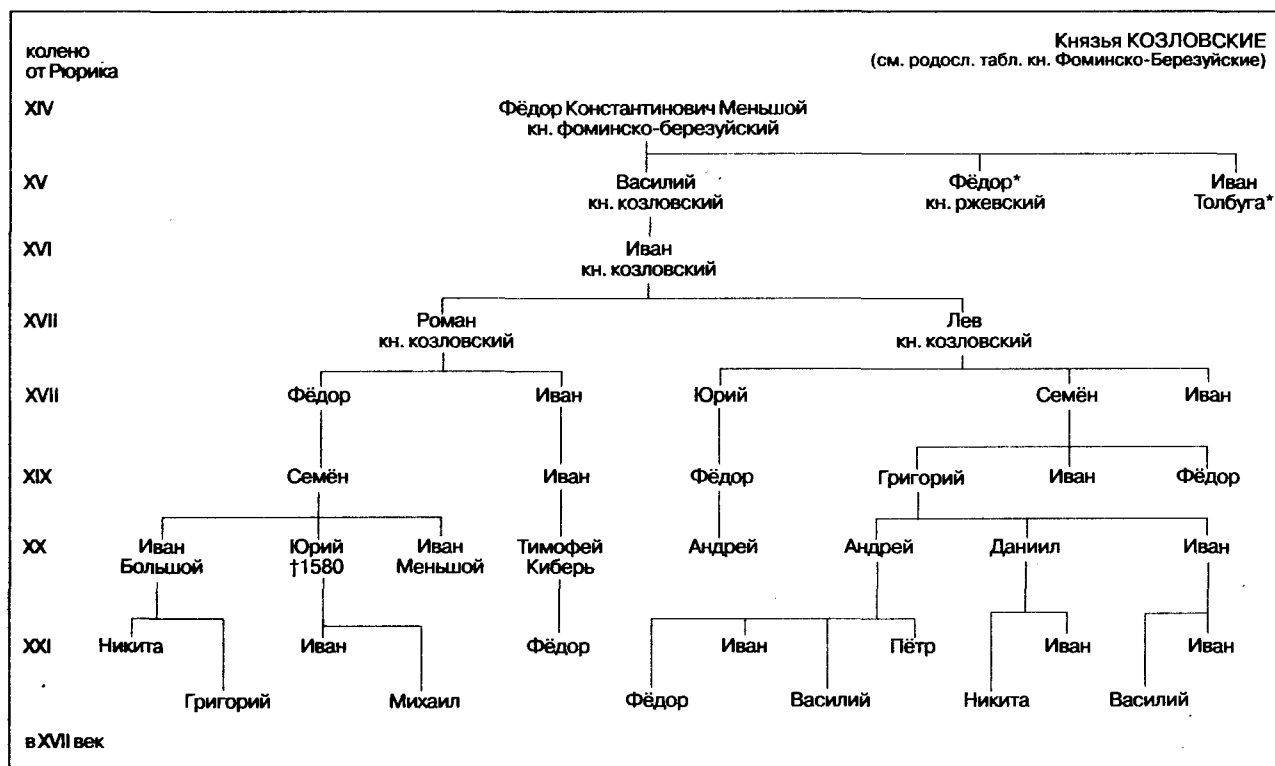 колено
от Рюрика
Князья КОЗЛОВСКИЕ
(см. родосл. табл. кн. Фоминско-Березуйские)
XIV
Фёдор Константинович Меньшой
кн. фоминско-березуйский
XV
Василий
кн. козловский
Фёдор*
кн. ржевский
Иван
Толбуга*
XVI
Иван
кн. козловский
XVII
Роман
кн. козловский
Лев
кн. козловский
XVII
Фёдор
Иван
Юрий
Семён
Иван
XIX
Семён
Иван
Фёдор
Григорий
Иван
Фёдор
XX
Иван
Большой
Юрий
†1580
Иван
Меньшой
Тимофей
Киберь
Андрей
Андрей
Даниил
Иван
XXI
Никита
Иван
Фёдор
Иван
Пётр
Иван
Иван
Григорий
Михаил
Фёдор
Василий
Никита
Василий
в XVII век